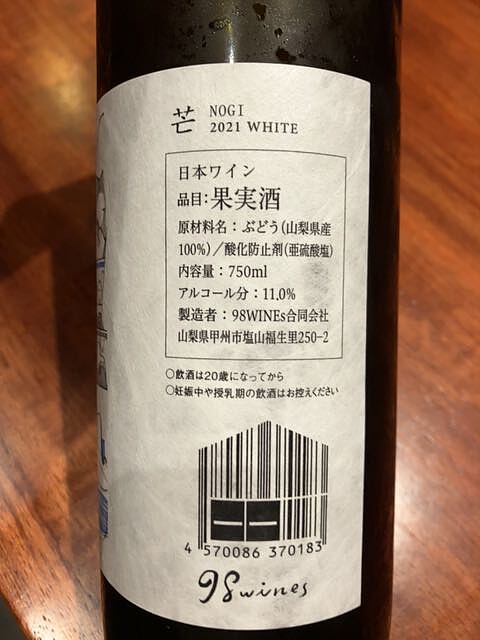 芒 NOGI
2021 WHITE
日本ワイン
品目:果実酒
原材料名:ぶどう(山梨県産
100%)/酸化防止剤(亜硫酸塩)
内容量:750ml
アルコール分:11.0%
製造者:98WINEs合同会社
山梨県甲州市塩山福生里250-2
○飲酒は20歳になってから
○妊娠中や授乳期の飲酒はお控えください
4 570086 370183
98wines